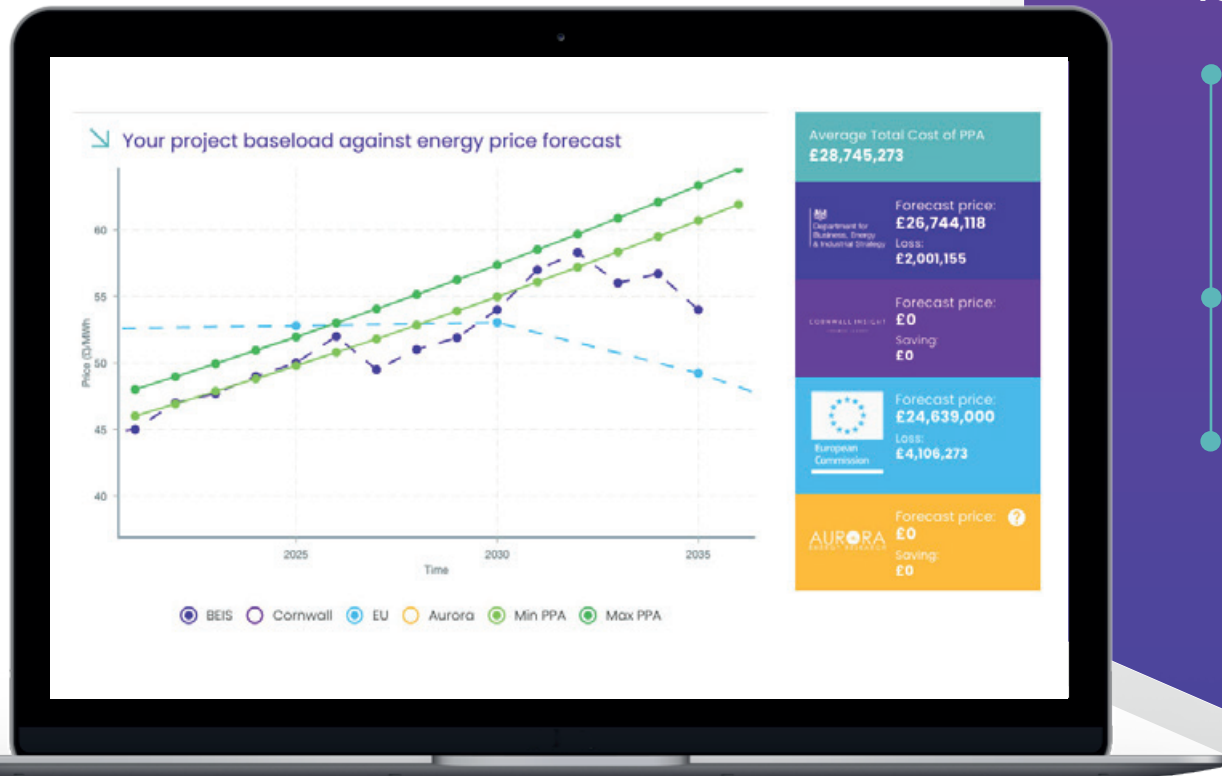 Your project baseload against energy price forecast
Price (£)/MWh
60
55
50
45
40
2025
2030
2035
Time
BEIS
Cornwall
EU
Aurora
Min PPA
Max PPA
Average Total Cost of PPA
£28,745,273
Department for
Business, Energy
& Industrial Strategy
Forecast price:
£26,744,118
Loss:
£2,001,155
CORNWALL INSIGHT
Forecast price:
£0
Saving:
£0
European
Commission
Forecast price:
£24,639,000
Loss:
£4,106,273
AURORA
ENERGY RESEARCH
Forecast price: ?
£0
Saving:
£0